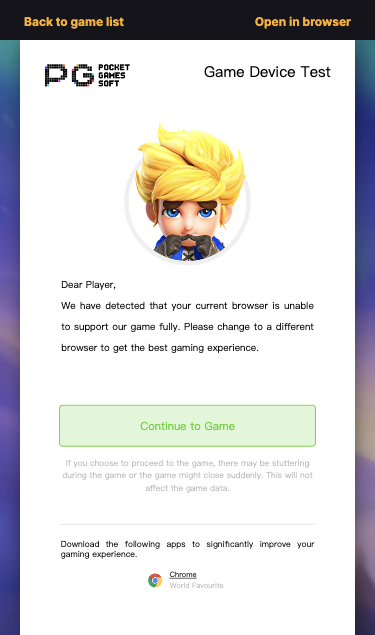 Back to game list
Open in browser
PG
POCKET
GAMES
SOFT
Game Device Test
Dear Player,
We have detected that your current browser is unable
to support our game fully. Please change to a different
browser to get the best gaming experience.
Continue to Game
If you choose to proceed to the game, there may be stuttering
during the game or the game might close suddenly. This will not
affect the game data.
Download the following apps to significantly improve your
gaming experience.
Chrome
World Favourite